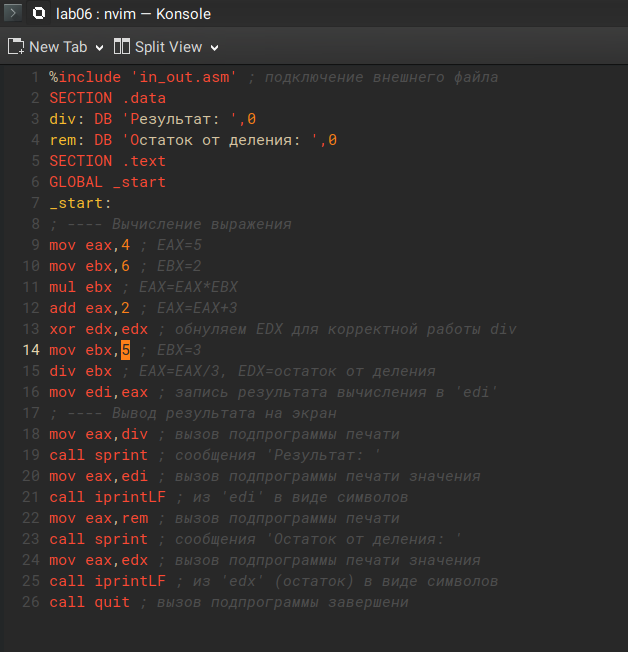 lab06 : nvim — Konsole
New Tab Split View
1 %include 'in_out.asm' ; подключение внешнего файла
2 SECTION .data
3 div: DB 'Результат: ',0
4 rem: DB 'Остаток от деления: ',0
5 SECTION .text
6 GLOBAL _start
7 _start:
8 ; ---- Вычисление выражения
9 mov eax,4 ; EAX=5
10 mov ebx,6 ; EBX=2
11 mul ebx ; EAX=EAX*EBX
12 add eax,2 ; EAX=EAX+3
13 xor edx,edx ; обнуляем EDX для корректной работы div
14 mov ebx,5 ; EBX=3
15 div ebx ; EAX=EAX/3, EDX=остаток от деления
16 mov edi,eax ; запись результата вычисления в 'edi'
17 ; ---- Вывод результата на экран
18 mov eax,div ; вызов подпрограммы печати
19 call sprint ; сообщения 'Результат: '
20 mov eax,edi ; вызов подпрограммы печати значения
21 call iprintLF ; из 'edi' в виде символов
22 mov eax,rem ; вызов подпрограммы печати
23 call sprint ; сообщения 'Остаток от деления: '
24 mov eax,edx ; вызов подпрограммы печати значения
25 call iprintLF ; из 'edx' (остаток) в виде символов
26 call quit ; вызов подпрограммы завершени